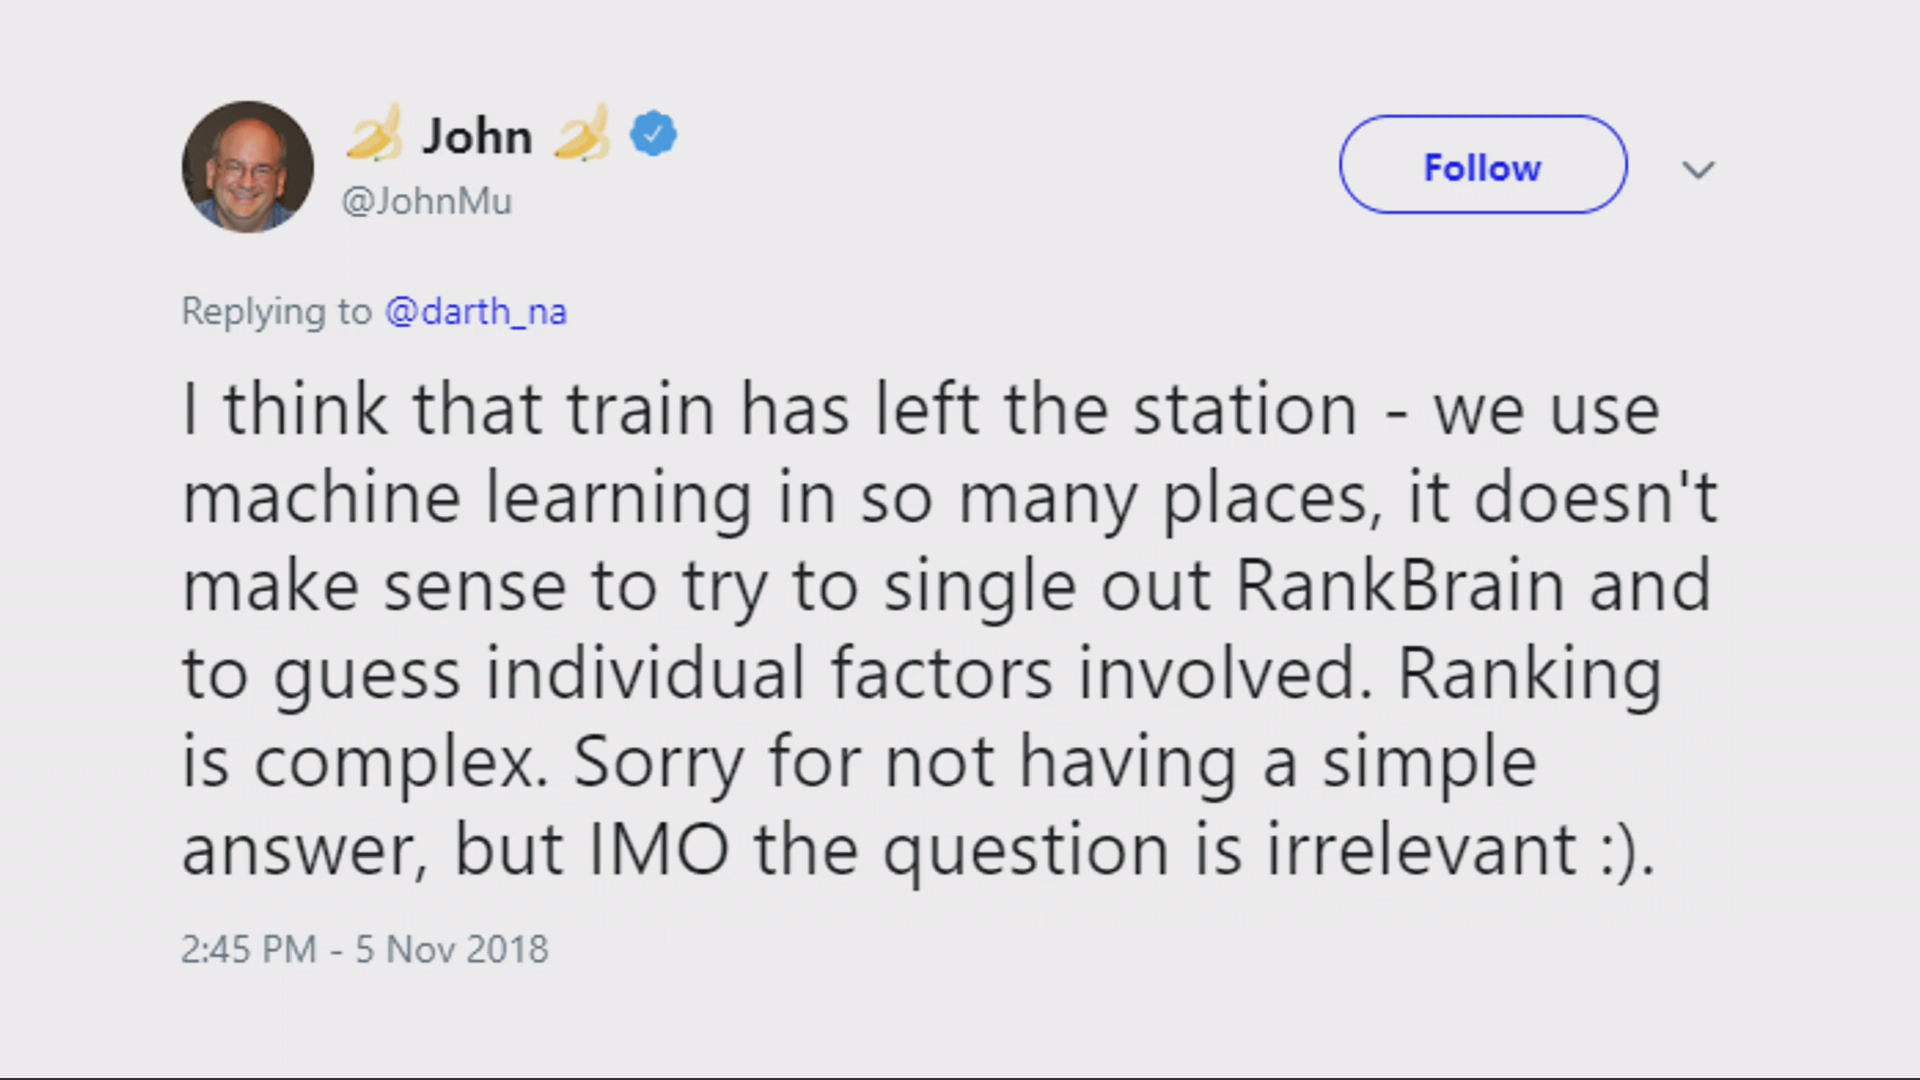 🍌 John 🍌
@JohnMu
Follow
Replying to @darth_na
I think that train has left the station - we use
machine learning in so many places, it doesn't
make sense to try to single out RankBrain and
to guess individual factors involved. Ranking
is complex. Sorry for not having a simple
answer, but IMO the question is irrelevant :).
2:45 PM - 5 Nov 2018